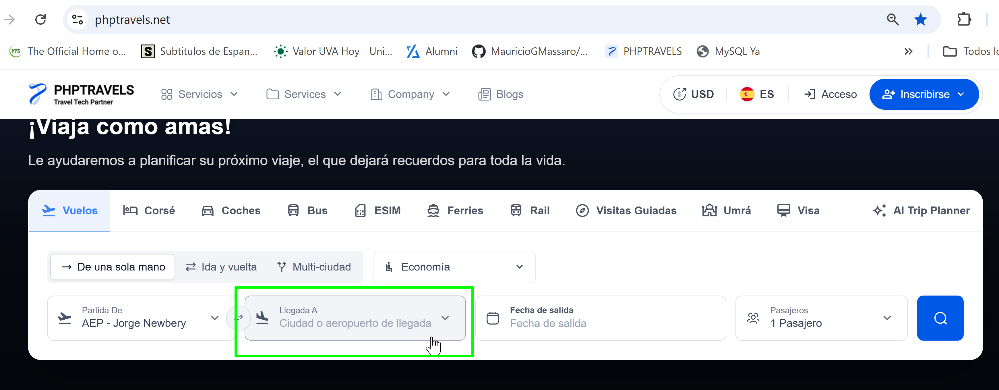 phptravels.net
YTS The Official Home o... S Subtitulos de Espan... Valor UVA Hoy - Uni... Alumni MauricioGMassaro/... PHPTRAVELS MySQL Ya » Todos lo
PHPTRAVELS
Travel Tech Partner
Servicios Services Company Blogs USD ES Acceso Inscribirse
¡Viaja como amas!
Le ayudaremos a planificar su próximo viaje, el que dejará recuerdos para toda la vida.
Vuelos Corsé Coches Bus ESIM Ferries Rail Visitas Guiadas Umrá Visa AI Trip Planner
De una sola mano Ida y vuelta Multi-ciudad Economía
Partida De
AEP - Jorge Newbery
Llegada A
Ciudad o aeropuerto de llegada
Fecha de salida
Fecha de salida
Pasajeros
1 Pasajero